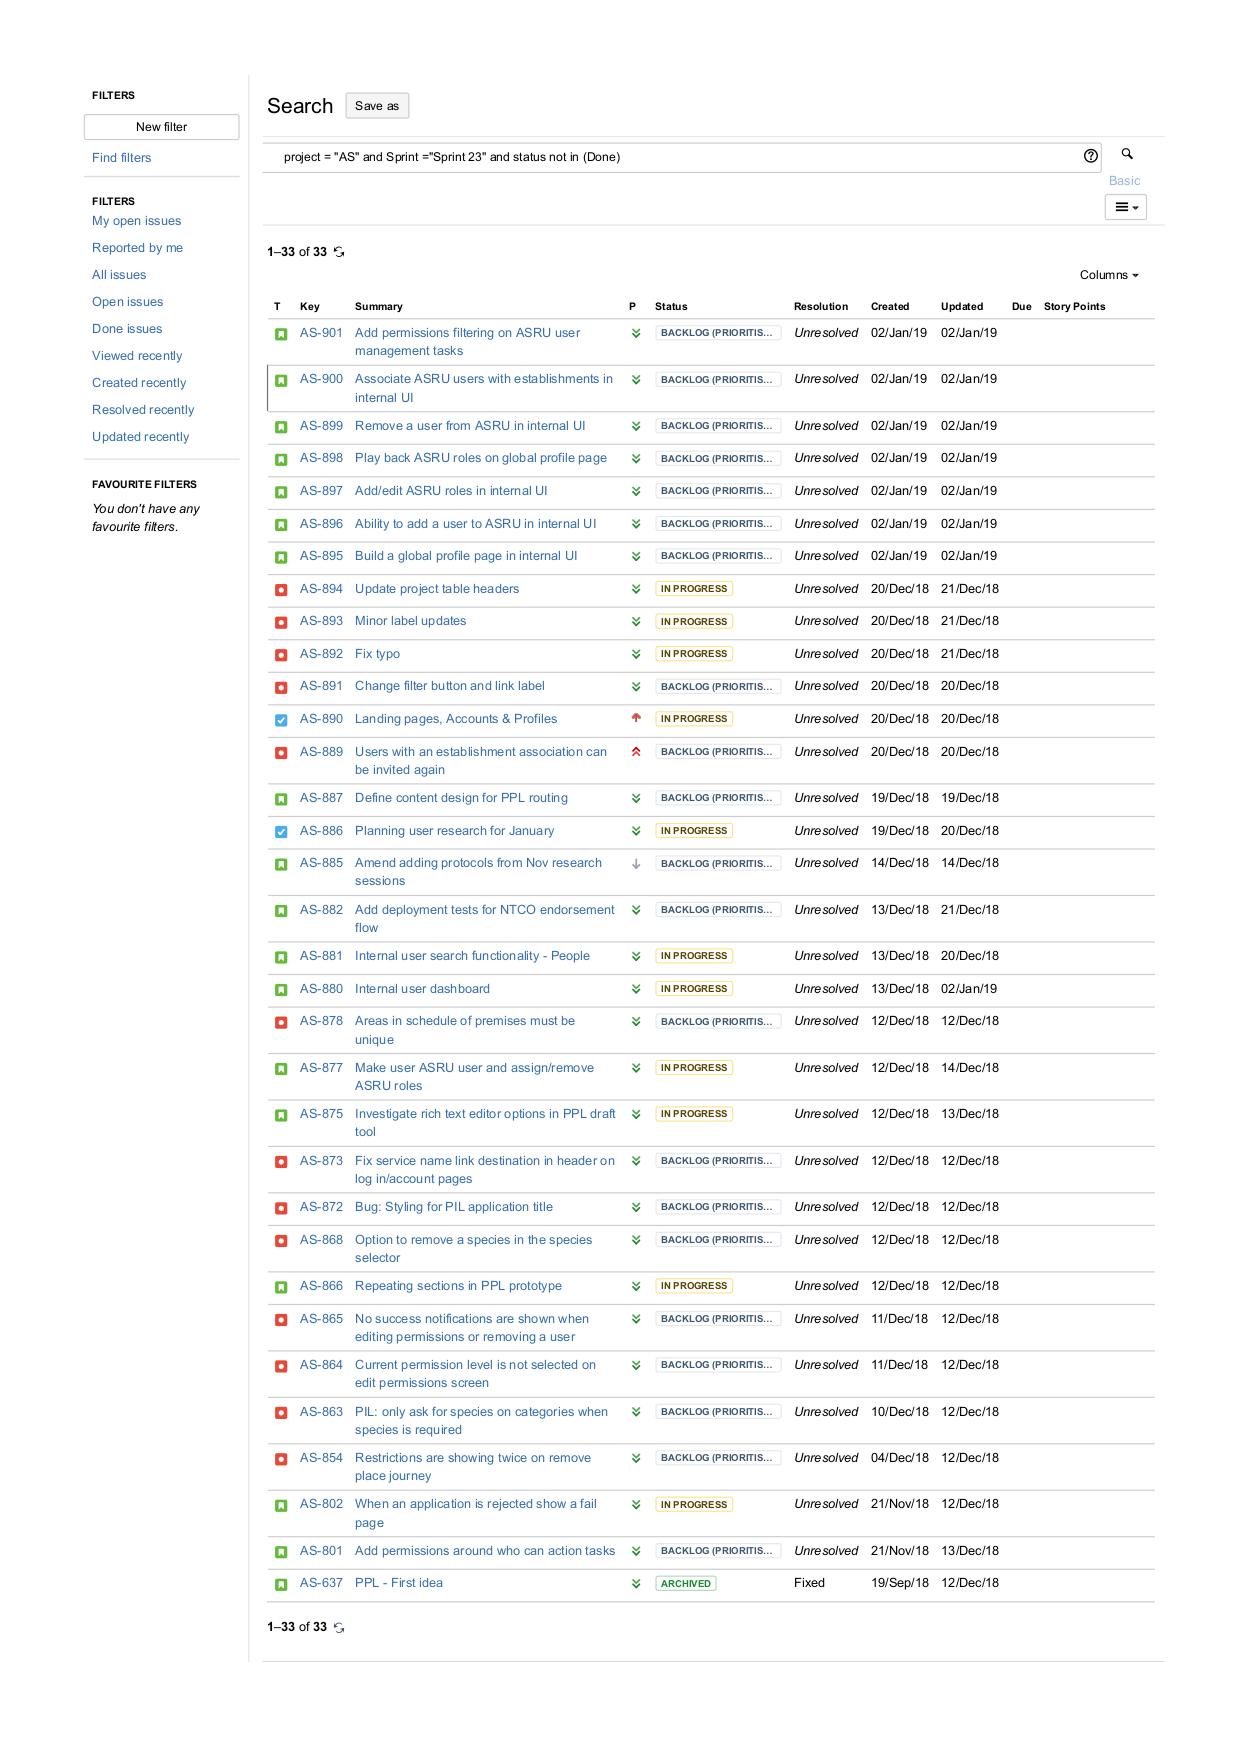 FILTERS
New filter
Find filters
FILTERS
My open issues
Reported by me
All issues
Open issues
Done issues
Viewed recently
Created recently
Resolved recently
Updated recently
FAVOURITE FILTERS
You don't have any
favourite filters.
Search Save as
project = "AS" and Sprint ="Sprint 23" and status not in (Done)
Basic
1–33 of 33
Columns
T Key Summary P Status Resolution Created Updated Due Story Points
AS-901 Add permissions filtering on ASRU user BACKLOG (PRIORITIS... Unresolved 02/Jan/19 02/Jan/19
management tasks
AS-900 Associate ASRU users with establishments in BACKLOG (PRIORITIS... Unresolved 02/Jan/19 02/Jan/19
internal UI
AS-899 Remove a user from ASRU in internal UI BACKLOG (PRIORITIS... Unresolved 02/Jan/19 02/Jan/19
AS-898 Play back ASRU roles on global profile page BACKLOG (PRIORITIS... Unresolved 02/Jan/19 02/Jan/19
AS-897 Add/edit ASRU roles in internal UI BACKLOG (PRIORITIS... Unresolved 02/Jan/19 02/Jan/19
AS-896 Ability to add a user to ASRU in internal UI BACKLOG (PRIORITIS... Unresolved 02/Jan/19 02/Jan/19
AS-895 Build a global profile page in internal UI BACKLOG (PRIORITIS... Unresolved 02/Jan/19 02/Jan/19
AS-894 Update project table headers IN PROGRESS Unresolved 20/Dec/18 21/Dec/18
AS-893 Minor label updates IN PROGRESS Unresolved 20/Dec/18 21/Dec/18
AS-892 Fix typo IN PROGRESS Unresolved 20/Dec/18 21/Dec/18
AS-891 Change filter button and link label BACKLOG (PRIORITIS... Unresolved 20/Dec/18 20/Dec/18
AS-890 Landing pages, Accounts & Profiles IN PROGRESS Unresolved 20/Dec/18 20/Dec/18
AS-889 Users with an establishment association can BACKLOG (PRIORITIS... Unresolved 20/Dec/18 20/Dec/18
be invited again
AS-887 Define content design for PPL routing BACKLOG (PRIORITIS... Unresolved 19/Dec/18 19/Dec/18
AS-886 Planning user research for January IN PROGRESS Unresolved 19/Dec/18 20/Dec/18
AS-885 Amend adding protocols from Nov research BACKLOG (PRIORITIS... Unresolved 14/Dec/18 14/Dec/18
sessions
AS-882 Add deployment tests for NTCO endorsement BACKLOG (PRIORITIS... Unresolved 13/Dec/18 21/Dec/18
flow
AS-881 Internal user search functionality - People IN PROGRESS Unresolved 13/Dec/18 20/Dec/18
AS-880 Internal user dashboard IN PROGRESS Unresolved 13/Dec/18 02/Jan/19
AS-878 Areas in schedule of premises must be BACKLOG (PRIORITIS... Unresolved 12/Dec/18 12/Dec/18
unique
AS-877 Make user ASRU user and assign/remove IN PROGRESS Unresolved 12/Dec/18 14/Dec/18
ASRU roles
AS-875 Investigate rich text editor options in PPL draft IN PROGRESS Unresolved 12/Dec/18 13/Dec/18
tool
AS-873 Fix service name link destination in header on BACKLOG (PRIORITIS... Unresolved 12/Dec/18 12/Dec/18
log in/account pages
AS-872 Bug: Styling for PIL application title BACKLOG (PRIORITIS... Unresolved 12/Dec/18 12/Dec/18
AS-868 Option to remove a species in the species BACKLOG (PRIORITIS... Unresolved 12/Dec/18 12/Dec/18
selector
AS-866 Repeating sections in PPL prototype IN PROGRESS Unresolved 12/Dec/18 12/Dec/18
AS-865 No success notifications are shown when BACKLOG (PRIORITIS... Unresolved 11/Dec/18 12/Dec/18
editing permissions or removing a user
AS-864 Current permission level is not selected on BACKLOG (PRIORITIS... Unresolved 11/Dec/18 12/Dec/18
edit permissions screen
AS-863 PIL: only ask for species on categories when BACKLOG (PRIORITIS... Unresolved 10/Dec/18 12/Dec/18
species is required
AS-854 Restrictions are showing twice on remove BACKLOG (PRIORITIS... Unresolved 04/Dec/18 12/Dec/18
place journey
AS-802 When an application is rejected show a fail IN PROGRESS Unresolved 21/Nov/18 12/Dec/18
page
AS-801 Add permissions around who can action tasks BACKLOG (PRIORITIS... Unresolved 21/Nov/18 13/Dec/18
AS-637 PPL - First idea ARCHIVED Fixed 19/Sep/18 12/Dec/18
1–33 of 33